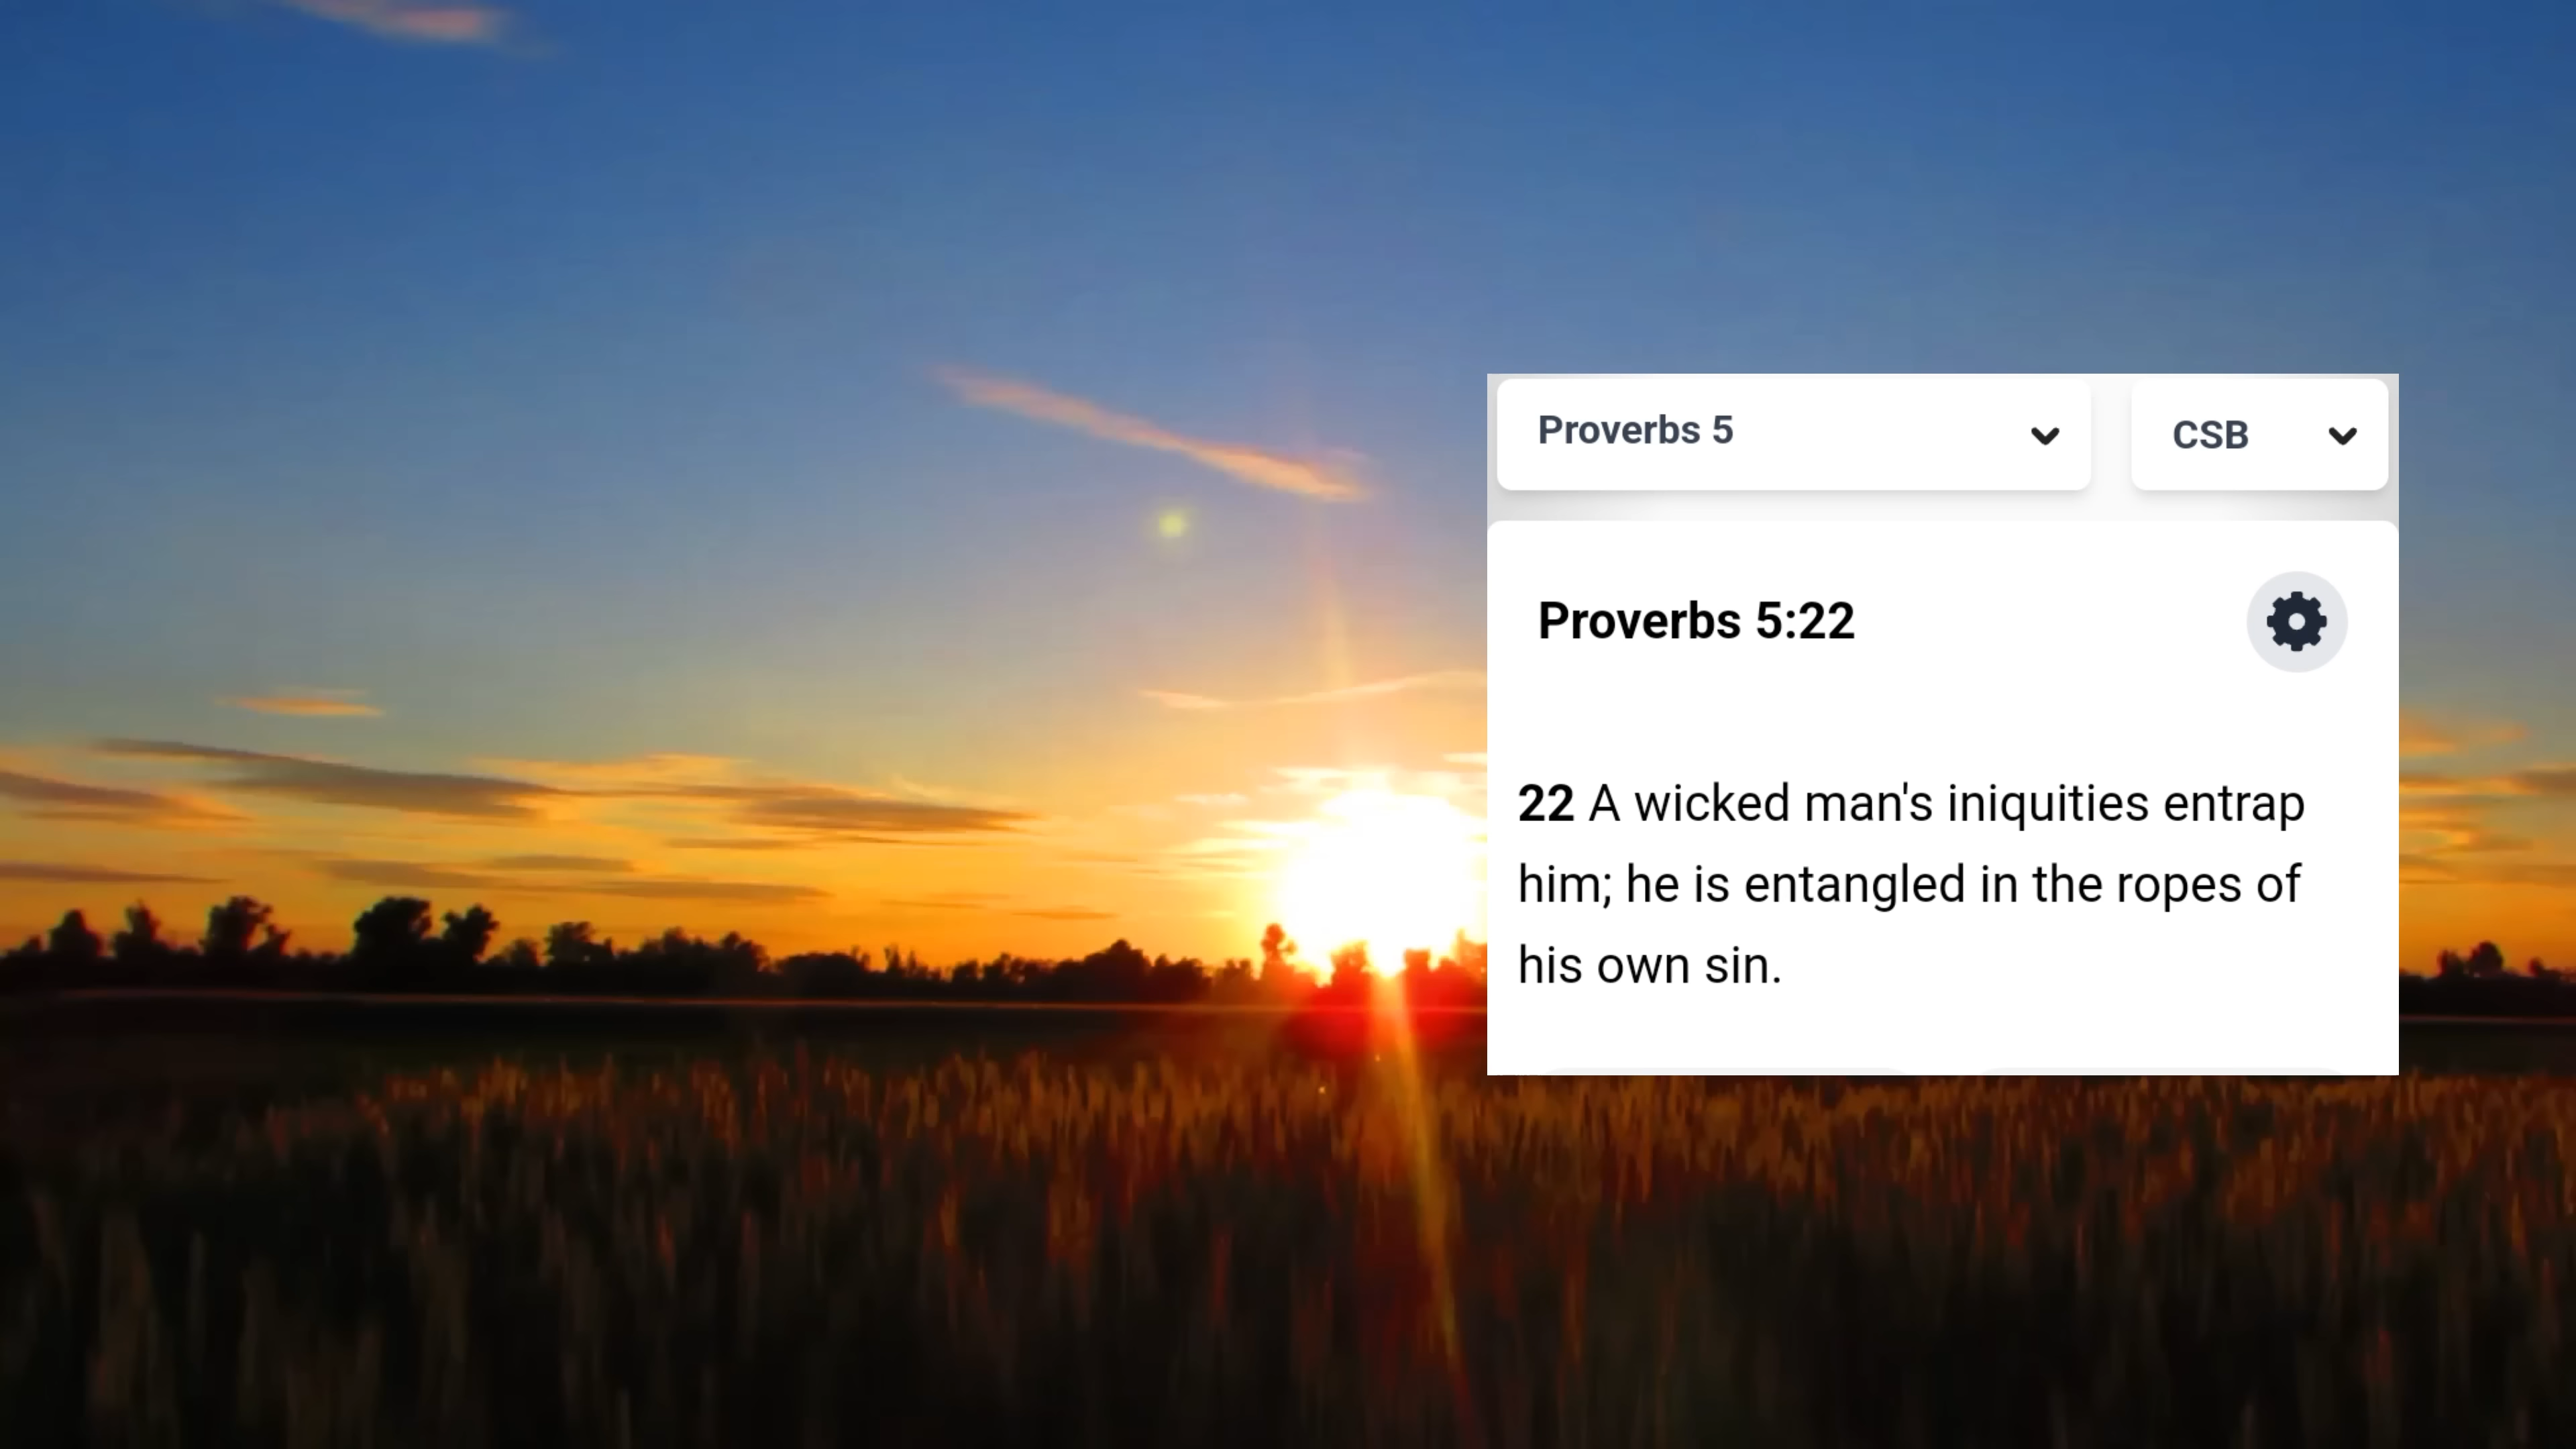 Proverbs 5
CSB
Proverbs 5:22
22 A wicked man's iniquities entrap
him; he is entangled in the ropes of
his own sin.